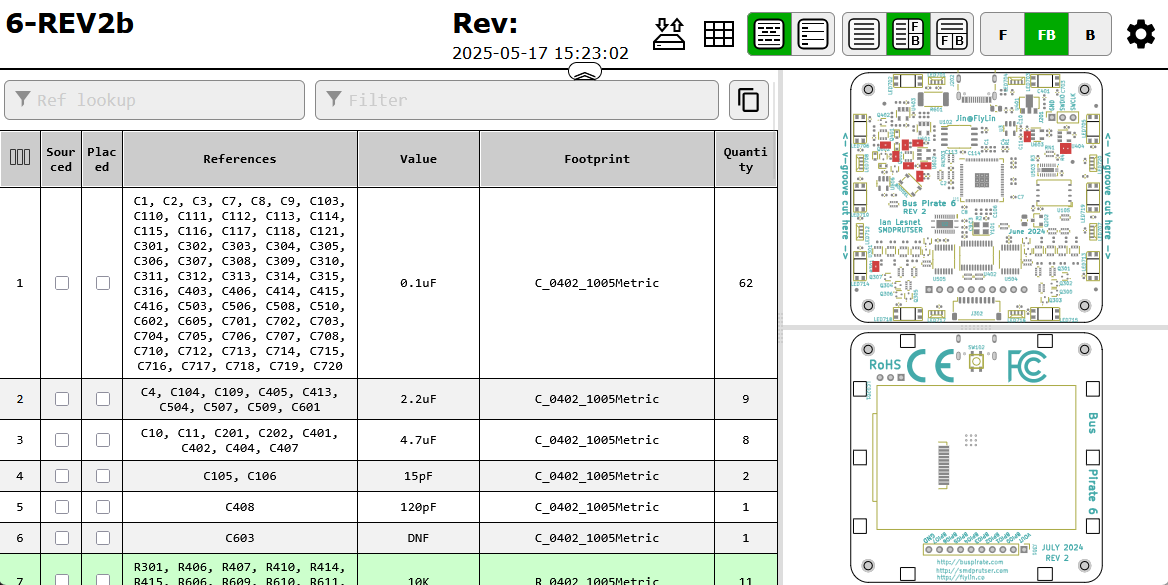 6-REV2b
Rev:
2025-05-17 15:23:02
F
B
F B
F
FB
B
Ref lookup
Filter
Sour
ced
Plac
ed
References
Value
Footprint
Quanti
ty
1
C1, C2, C3, C7, C8, C9, C103,
C110, C111, C112, C113, C114,
C115, C116, C117, C118, C121,
C301, C302, C303, C304, C305,
C306, C307, C308, C309, C310,
C311, C312, C313, C314, C315,
C316, C403, C406, C414, C415,
C416, C503, C506, C508, C510,
C602, C605, C701, C702, C703,
C704, C705, C706, C707, C708,
C710, C712, C713, C714, C715,
C716, C717, C718, C719, C720
0.1uF
C_0402_1005Metric
62
2
C4, C104, C109, C405, C413,
C504, C507, C509, C601
2.2uF
C_0402_1005Metric
9
3
C10, C11, C201, C202, C401,
C402, C404, C407
4.7uF
C_0402_1005Metric
8
4
C105, C106
15pF
C_0402_1005Metric
2
5
C408
120pF
C_0402_1005Metric
1
6
C603
DNF
C_0402_1005Metric
1
7
R301, R406, R407, R410, R414,
R415, R606, R609, R610, R611,
10K
R_0402_1005Metric
11
Jin@FlyLin
<- v-groove cut here ->
<- v-groove cut here ->
Bus Pirate 6
REV 2
Ian Lesnet
SMDPRUTSER
June 2024
J302
RoHS
CE
FC
SW102
Bus
Pirate 6
JULY 2024
REV 2
http://buspirate.com
http://smdprutser.com
http://flylin.co